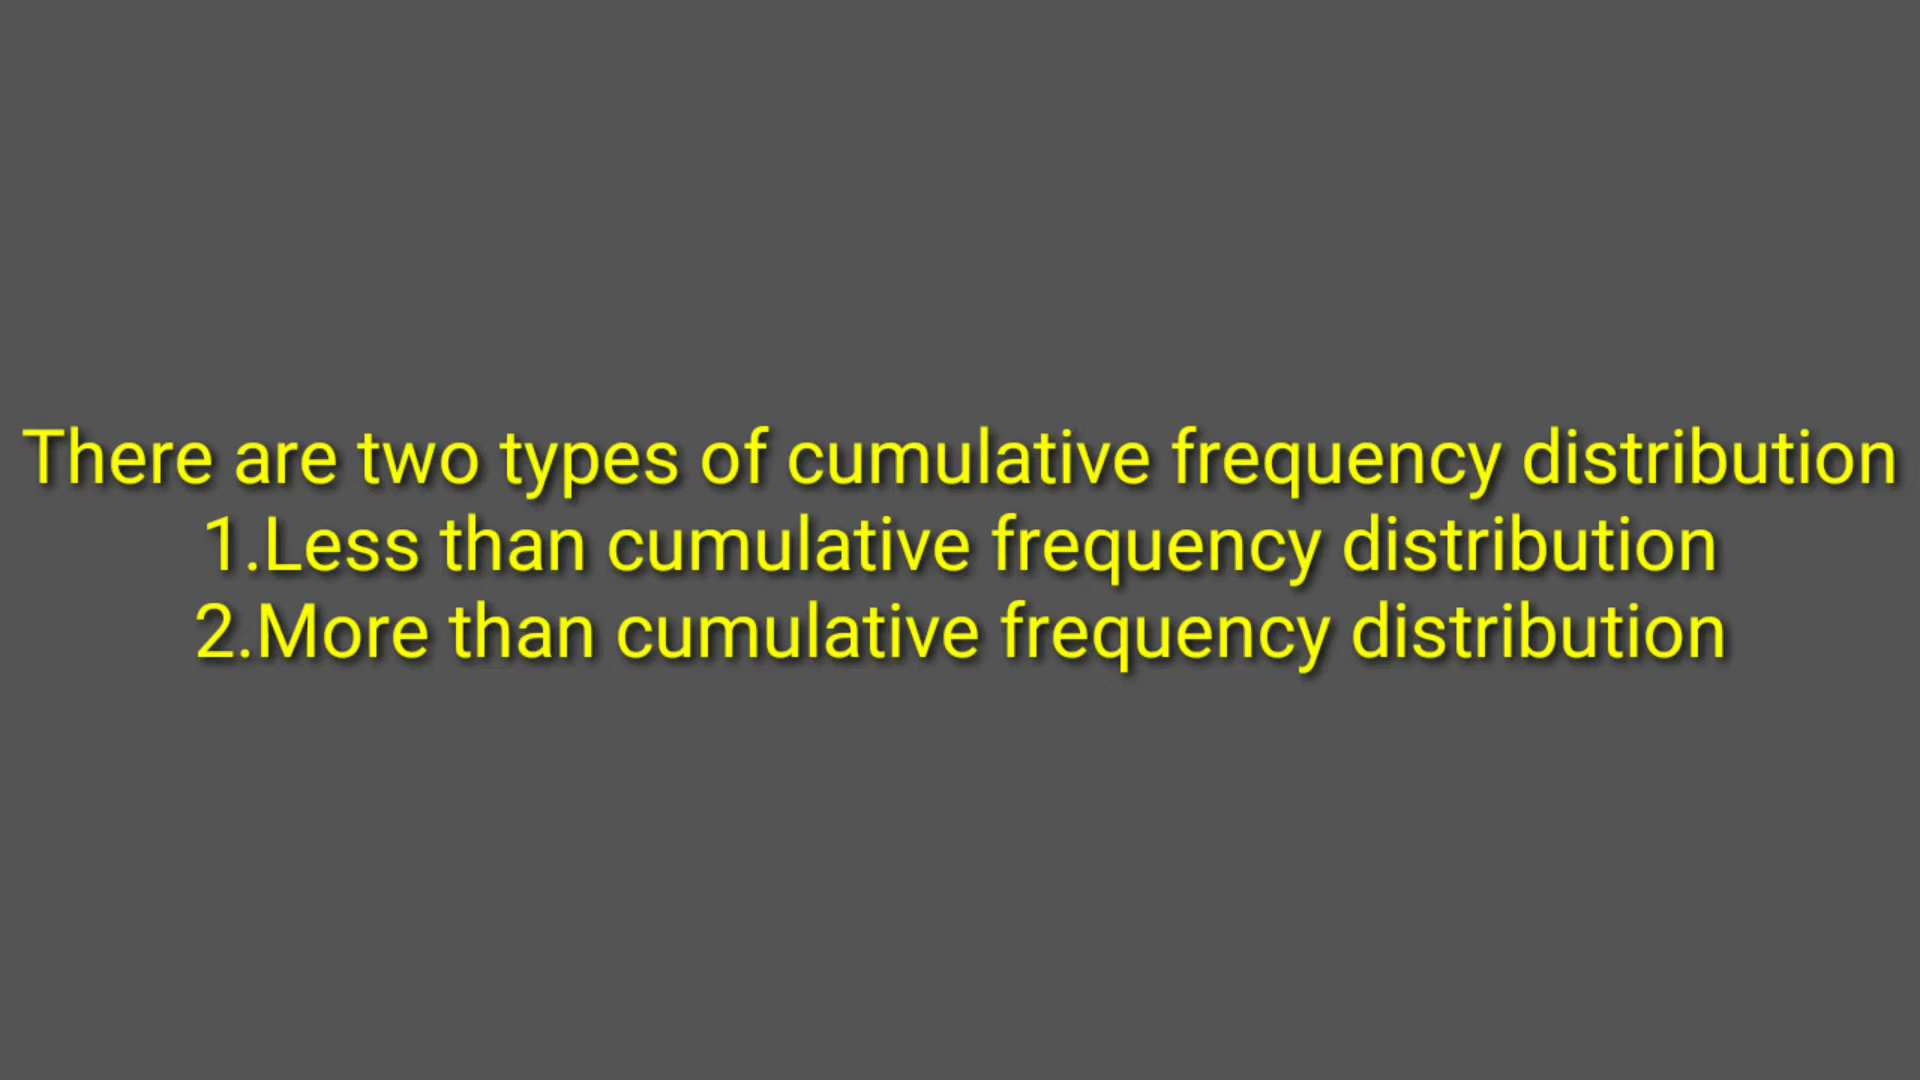 There are two types of cumulative frequency distribution
1.Less than cumulative frequency distribution
2.More than cumulative frequency distribution